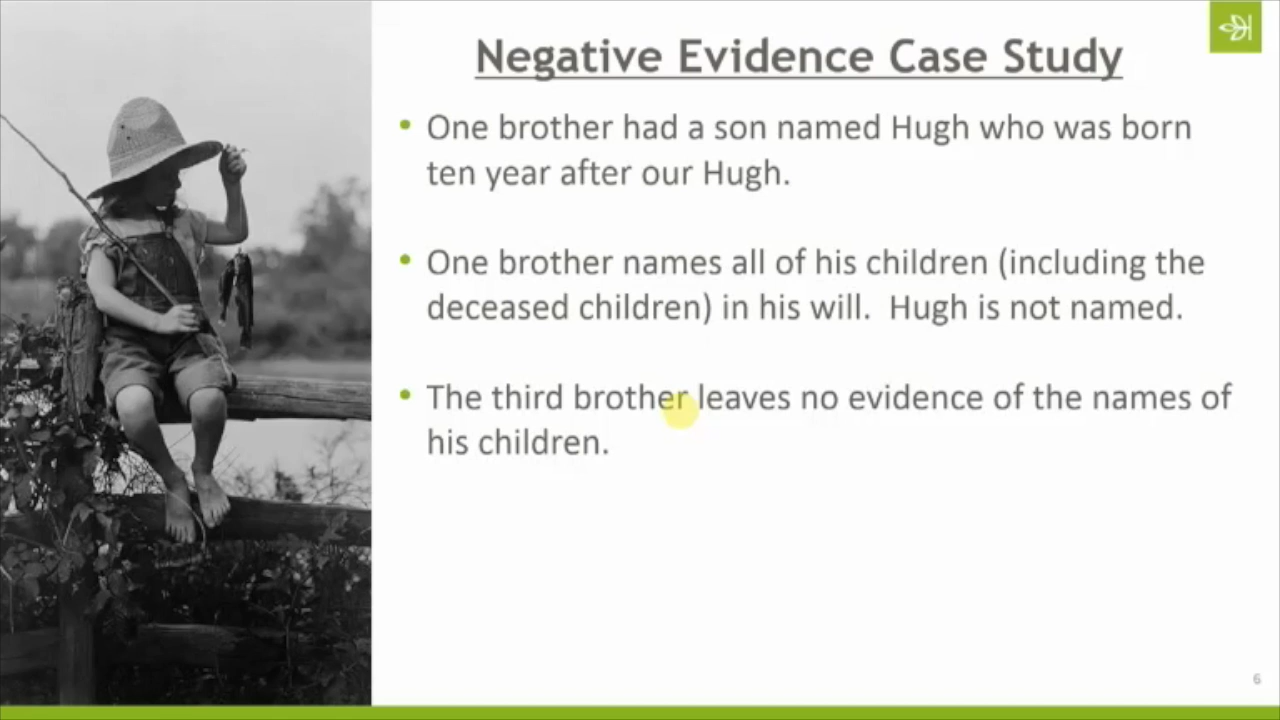 Negative Evidence Case Study
• One brother had a son named Hugh who was born
ten year after our Hugh.
• One brother names all of his children (including the
deceased children) in his will.  Hugh is not named.
• The third brother leaves no evidence of the names of
his children.
6